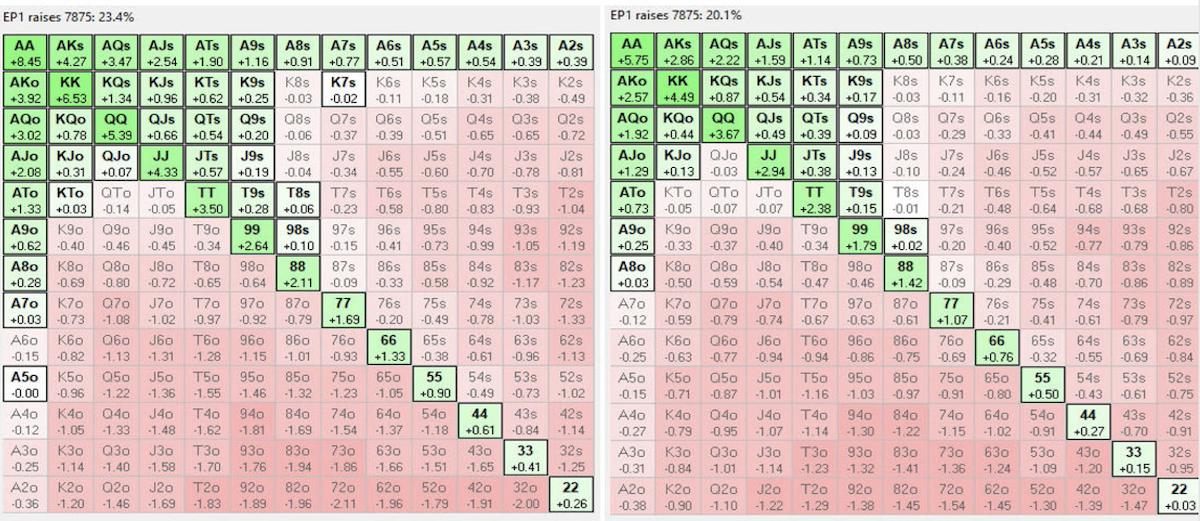 EP1 raises 7875: 23.4%
AA AKs AQs AJs ATs A9s A8s A7s A6s A5s A4s A3s A2s
+8.45 +4.27 +3.47 +2.54 +1.90 +1.16 +0.91 +0.77 +0.51 +0.57 +0.54 +0.39 +0.39
AKo KK KQs KJs KTs K9s K8s K7s K6s K5s K4s K3s K2s
+3.92 +6.53 +1.34 +0.96 +0.62 +0.25 -0.03 -0.02 -0.11 -0.18 -0.31 -0.38 -0.49
AQo KQo QQ QJs QTs Q9s Q8s Q7s Q6s Q5s Q4s Q3s Q2s
+3.02 +0.78 +5.39 +0.66 +0.54 +0.20 -0.06 -0.37 -0.39 -0.51 -0.65 -0.65 -0.72
AJo KJo QJo JJ JTs J9s J8s J7s J6s J5s J4s J3s J2s
+2.08 +0.31 +0.07 +4.33 +0.57 +0.19 -0.04 -0.34 -0.55 -0.60 -0.70 -0.78 -0.81
ATo KTo QTo JTo TT T9s T8s T7s T6s T5s T4s T3s T2s
+1.33 +0.03 -0.14 -0.05 +3.50 +0.28 +0.06 -0.23 -0.58 -0.80 -0.83 -0.93 -1.04
A9o K9o Q9o J9o T9o 99 98s 97s 96s 95s 94s 93s 92s
+0.62 -0.40 -0.46 -0.45 -0.34 +2.64 +0.10 -0.15 -0.41 -0.73 -0.99 -1.05 -1.19
A8o K8o Q8o J8o T8o 98o 88 87s 86s 85s 84s 83s 82s
+0.28 -0.69 -0.80 -0.72 -0.65 -0.64 +2.11 -0.09 -0.33 -0.58 -0.92 -1.17 -1.23
A7o K7o Q7o J7o T7o 97o 87o 77 76s 75s 74s 73s 72s
+0.03 -0.73 -1.08 -1.02 -0.97 -0.92 -0.79 +1.69 -0.20 -0.49 -0.78 -1.03 -1.33
A6o K6o Q6o J6o T6o 96o 86o 76o 66 65s 64s 63s 62s
-0.15 -0.82 -1.13 -1.31 -1.28 -1.15 -1.01 -0.93 +1.33 -0.38 -0.61 -0.96 -1.13
A5o K5o Q5o J5o T5o 95o 85o 75o 65o 55 54s 53s 52s
-0.00 -0.96 -1.22 -1.36 -1.55 -1.46 -1.32 -1.23 -1.05 +0.90 -0.49 -0.73 -1.02
A4o K4o Q4o J4o T4o 94o 84o 74o 64o 54o 44 43s 42s
-0.12 -1.05 -1.33 -1.48 -1.62 -1.81 -1.69 -1.54 -1.37 -1.18 +0.61 -0.84 -1.14
A3o K3o Q3o J3o T3o 93o 83o 73o 63o 53o 43o 33 32s
-0.25 -1.14 -1.40 -1.58 -1.70 -1.76 -1.94 -1.86 -1.66 -1.51 -1.65 +0.41 -1.25
A2o K2o Q2o J2o T2o 92o 82o 72o 62o 52o 42o 32o 22
-0.36 -1.20 -1.46 -1.69 -1.83 -1.89 -1.96 -2.11 -1.96 -1.79 -1.91 -2.00 +0.26
EP1 raises 7875: 20.1%
AA AKs AQs AJs ATs A9s A8s A7s A6s A5s A4s A3s A2s
+5.75 +2.86 +2.22 +1.59 +1.14 +0.73 +0.50 +0.38 +0.24 +0.28 +0.21 +0.14 +0.09
AKo KK KQs KJs KTs K9s K8s K7s K6s K5s K4s K3s K2s
+2.57 +4.49 +0.87 +0.54 +0.34 +0.17 -0.03 -0.11 -0.16 -0.20 -0.31 -0.32 -0.36
AQo KQo QQ QJs QTs Q9s Q8s Q7s Q6s Q5s Q4s Q3s Q2s
+1.92 +0.44 +3.67 +0.49 +0.39 +0.09 -0.03 -0.29 -0.33 -0.41 -0.44 -0.49 -0.55
AJo KJo QJo JJ JTs J9s J8s J7s J6s J5s J4s J3s J2s
+1.29 +0.13 -0.03 +2.94 +0.38 +0.13 -0.10 -0.24 -0.46 -0.52 -0.57 -0.65 -0.67
ATo KTo QTo JTo TT T9s T8s T7s T6s T5s T4s T3s T2s
+0.73 -0.05 -0.07 -0.07 +2.38 +0.15 -0.01 -0.21 -0.48 -0.64 -0.68 -0.68 -0.80
A9o K9o Q9o J9o T9o 99 98s 97s 96s 95s 94s 93s 92s
+0.25 -0.33 -0.37 -0.40 -0.34 +1.79 +0.02 -0.20 -0.40 -0.52 -0.77 -0.79 -0.86
A8o K8o Q8o J8o T8o 98o 88 87s 86s 85s 84s 83s 82s
+0.03 -0.50 -0.59 -0.54 -0.47 -0.46 +1.42 -0.09 -0.29 -0.48 -0.70 -0.86 -0.89
A7o K7o Q7o J7o T7o 97o 87o 77 76s 75s 74s 73s 72s
-0.12 -0.59 -0.79 -0.74 -0.67 -0.63 -0.61 +1.07 -0.21 -0.41 -0.61 -0.79 -0.97
A6o K6o Q6o J6o T6o 96o 86o 76o 66 65s 64s 63s 62s
-0.25 -0.63 -0.77 -0.94 -0.94 -0.86 -0.75 -0.69 +0.76 -0.32 -0.55 -0.69 -0.84
A5o K5o Q5o J5o T5o 95o 85o 75o 65o 55 54s 53s 52s
-0.15 -0.71 -0.87 -1.01 -1.16 -1.03 -0.97 -0.91 -0.80 +0.50 -0.43 -0.61 -0.75
A4o K4o Q4o J4o T4o 94o 84o 74o 64o 54o 44 43s 42s
-0.27 -0.79 -0.95 -1.07 -1.14 -1.30 -1.22 -1.15 -1.02 -0.91 +0.27 -0.70 -0.91
A3o K3o Q3o J3o T3o 93o 83o 73o 63o 53o 43o 33 32s
-0.31 -0.84 -1.01 -1.14 -1.23 -1.32 -1.41 -1.36 -1.24 -1.09 -1.20 +0.15 -0.95
A2o K2o Q2o J2o T2o 92o 82o 72o 62o 52o 42o 32o 22
-0.38 -0.90 -1.10 -1.22 -1.29 -1.38 -1.45 -1.54 -1.45 -1.30 -1.39 -1.47 +0.03